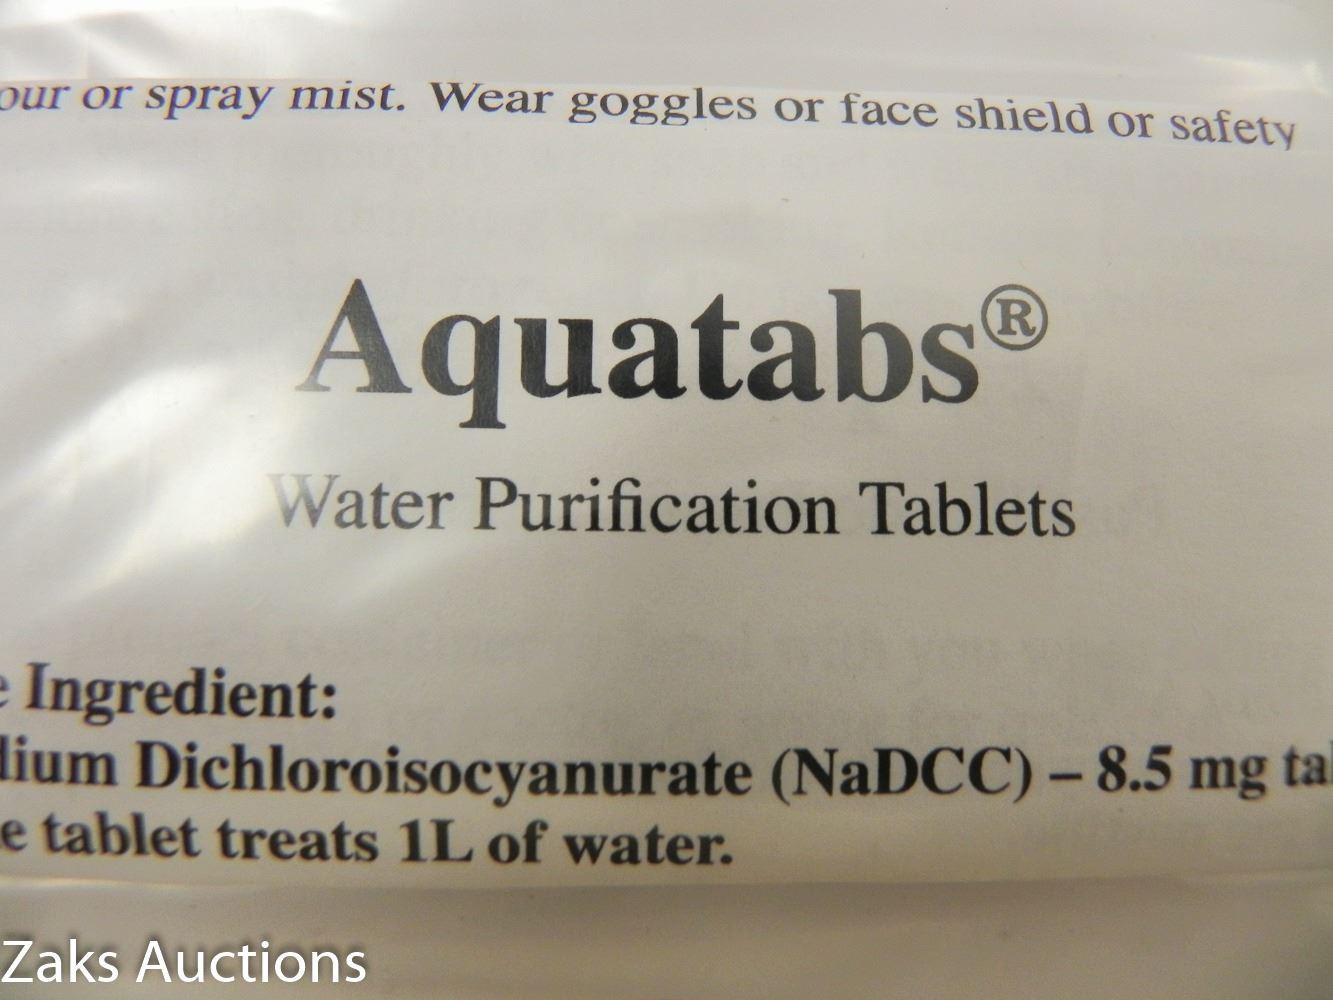 our or spray mist. Wear goggles or face shield or safety
Aquatabs®
Water Purification Tablets
e Ingredient:
dium Dichloroisocyanurate (NaDCC) – 8.5 mg tab
e tablet treats 1L of water.
Zaks Auctions